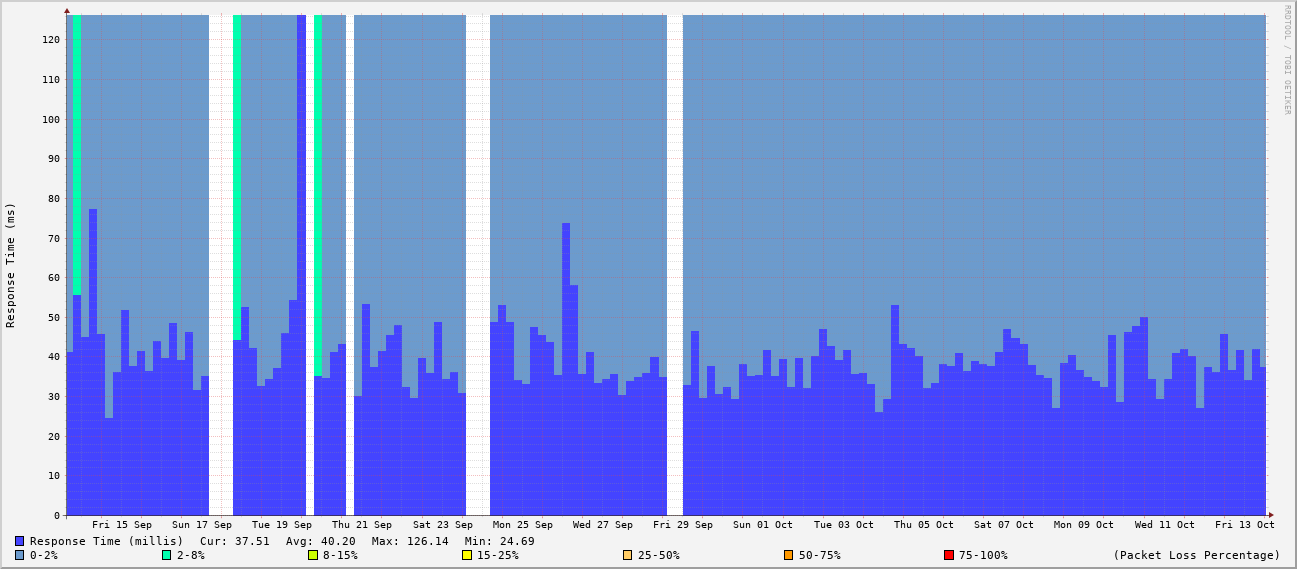 RRDTOOL / TOBI OETIKER
Response Time (ms)
120
110
100
90
80
70
60
50
40
30
20
10
0
Fri 15 Sep Sun 17 Sep Tue 19 Sep Thu 21 Sep Sat 23 Sep Mon 25 Sep Wed 27 Sep Fri 29 Sep Sun 01 Oct Tue 03 Oct Thu 05 Oct Sat 07 Oct Mon 09 Oct Wed 11 Oct Fri 13 Oct
Response Time (millis) Cur: 37.51 Avg: 40.20 Max: 126.14 Min: 24.69
0-2% 2-8% 8-15% 15-25% 25-50% 50-75% 75-100% (Packet Loss Percentage)